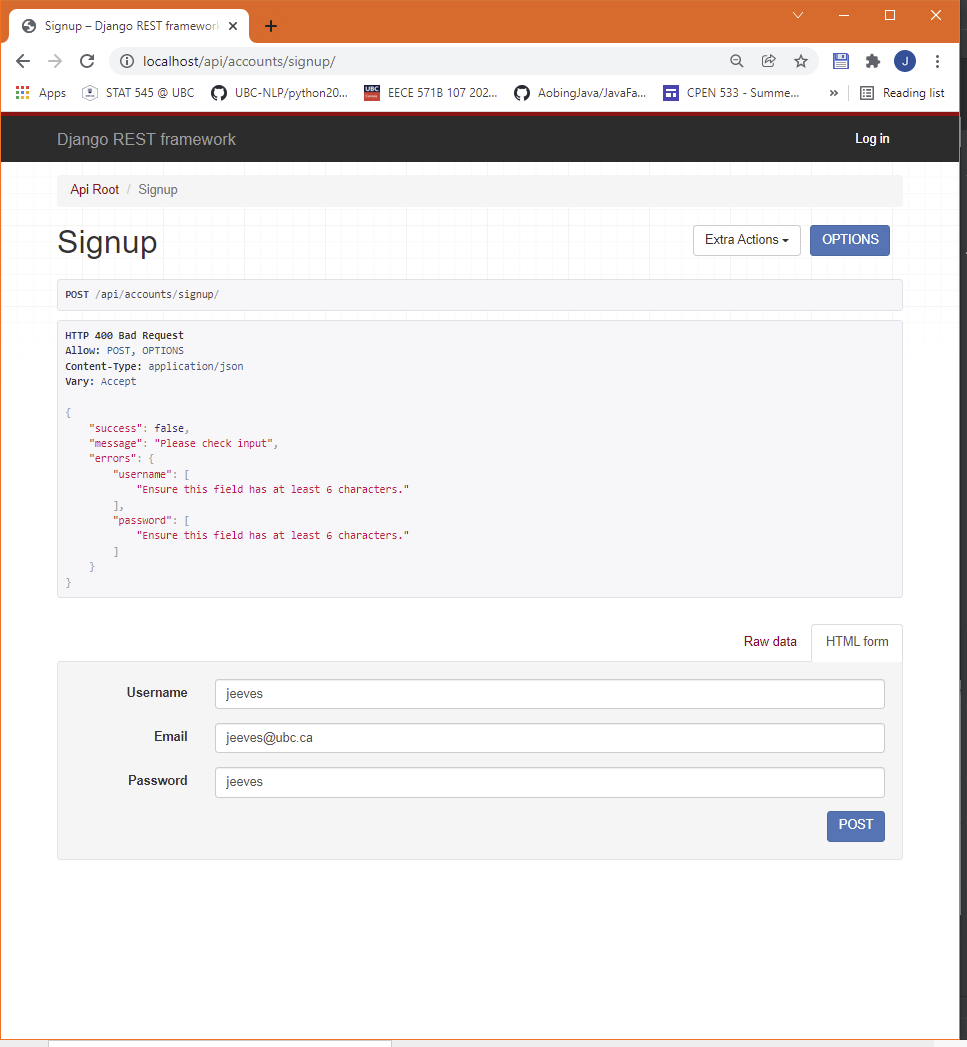 Signup – Django REST framework
localhost/api/accounts/signup/
J
Apps STAT 545 @ UBC UBC-NLP/python20... UBC EECE 571B 107 202... AobingJava/JavaFa... CPEN 533 - Summe... » Reading list
Django REST framework Log in
Api Root / Signup
Signup Extra Actions OPTIONS
POST /api/accounts/signup/
HTTP 400 Bad Request
Allow: POST, OPTIONS
Content-Type: application/json
Vary: Accept
{
    "success": false,
    "message": "Please check input",
    "errors": {
        "username": [
            "Ensure this field has at least 6 characters."
        ],
        "password": [
            "Ensure this field has at least 6 characters."
        ]
    }
}
Raw data HTML form
Username jeeves
Email jeeves@ubc.ca
Password jeeves
POST